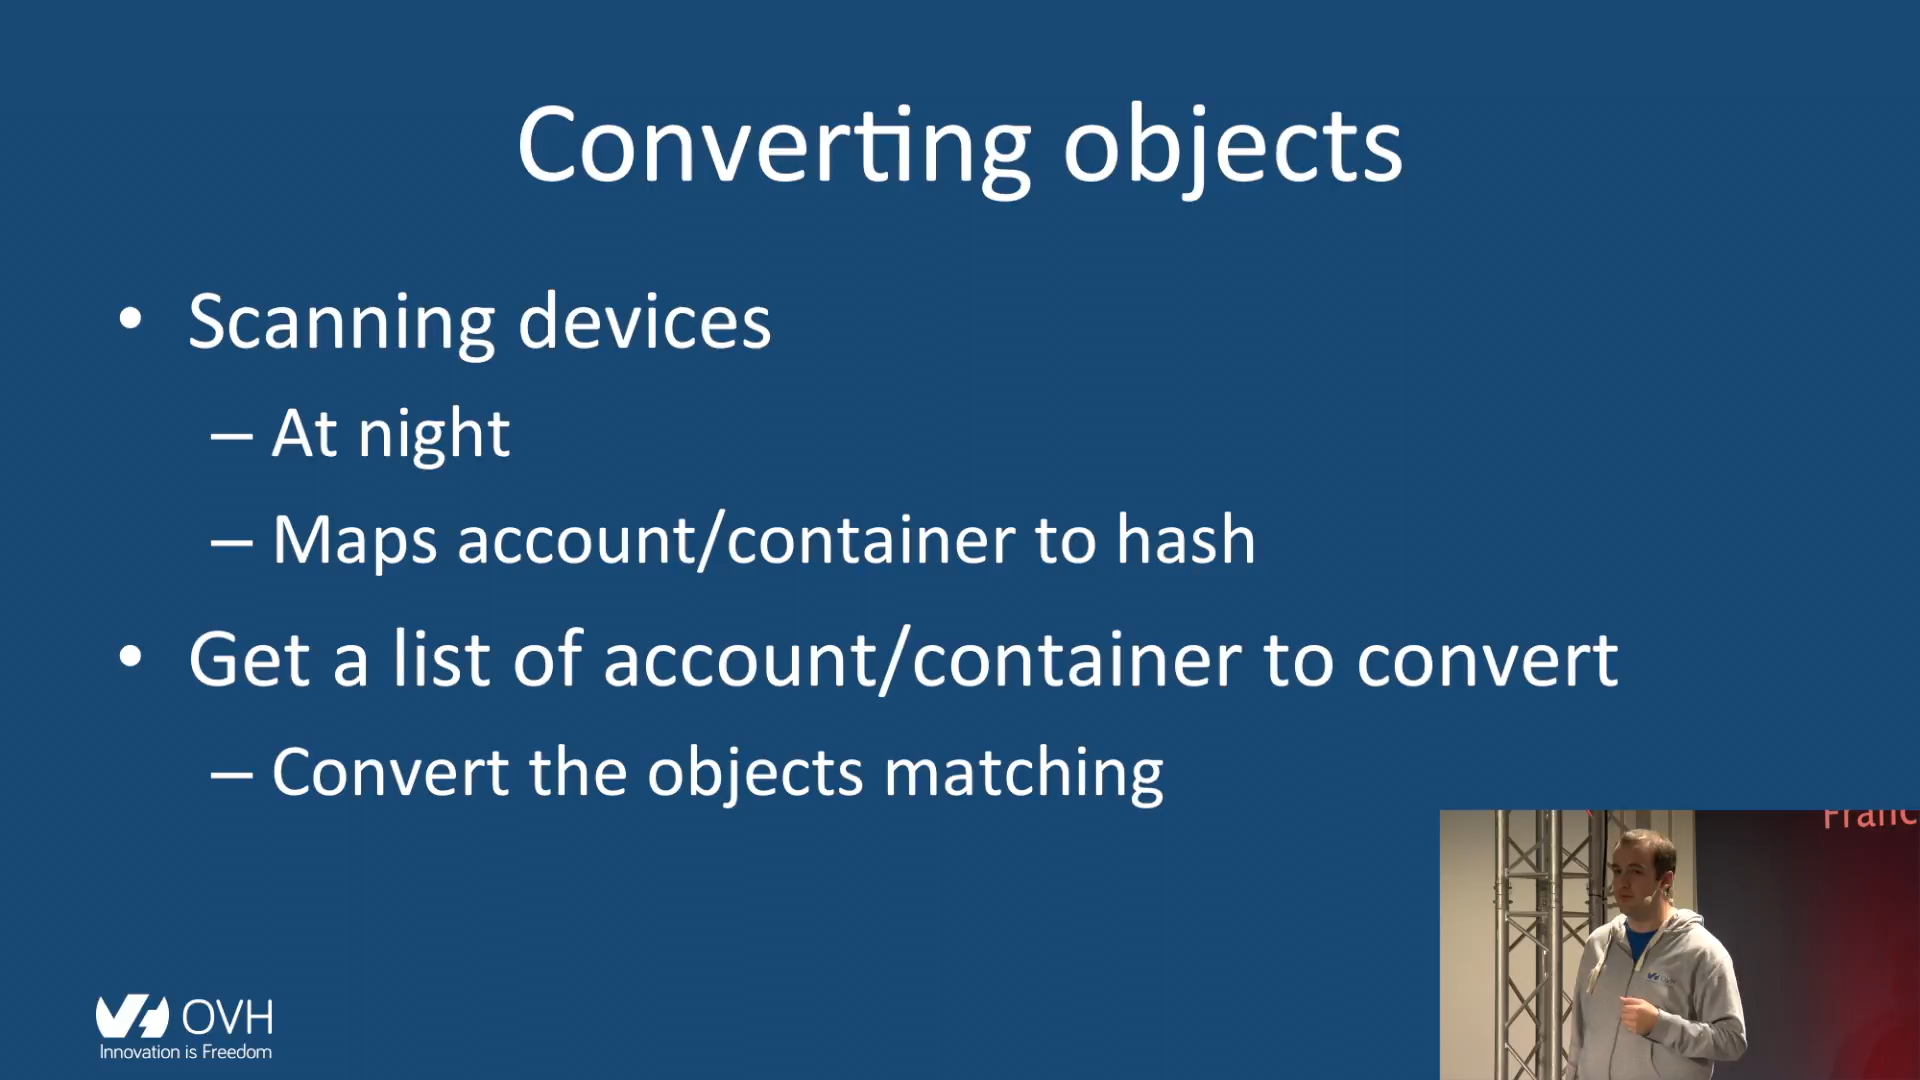 Converting objects
• Scanning devices
– At night
– Maps account/container to hash
• Get a list of account/container to convert
– Convert the objects matching
OVH
Innovation is Freedom